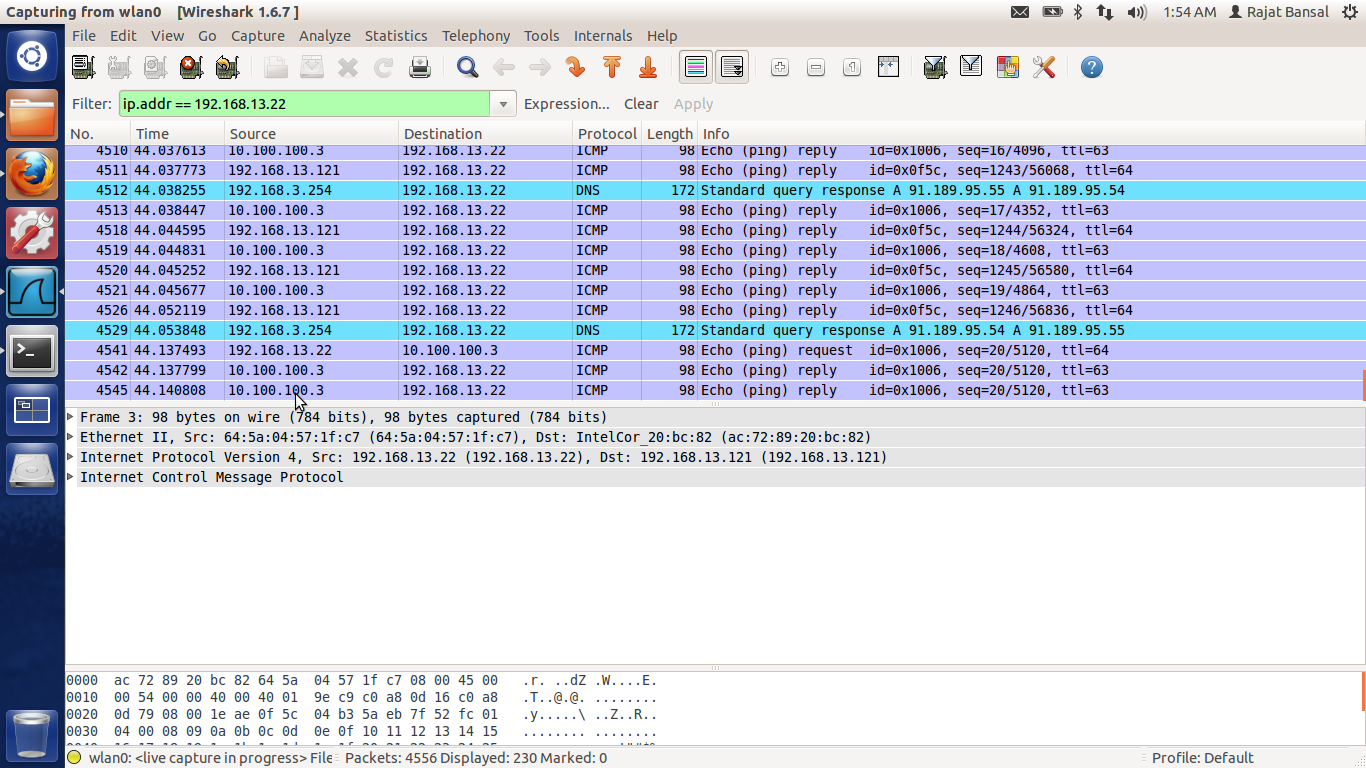 Capturing from wlan0   [Wireshark 1.6.7 ]   1:54 AM   Rajat Bansal
File   Edit   View   Go   Capture   Analyze   Statistics   Telephony   Tools   Internals   Help
Filter:   ip.addr == 192.168.13.22   Expression...   Clear   Apply
No.   Time   Source   Destination   Protocol   Length   Info
4510   44.037613   10.100.100.3   192.168.13.22   ICMP   98   Echo (ping) reply   id=0x1006, seq=16/4096, ttl=63
4511   44.037773   192.168.13.121   192.168.13.22   ICMP   98   Echo (ping) reply   id=0x0f5c, seq=1243/56068, ttl=64
4512   44.038255   192.168.3.254   192.168.13.22   DNS   172   Standard query response A 91.189.95.55 A 91.189.95.54
4513   44.038447   10.100.100.3   192.168.13.22   ICMP   98   Echo (ping) reply   id=0x1006, seq=17/4352, ttl=63
4518   44.044595   192.168.13.121   192.168.13.22   ICMP   98   Echo (ping) reply   id=0x0f5c, seq=1244/56324, ttl=64
4519   44.044831   10.100.100.3   192.168.13.22   ICMP   98   Echo (ping) reply   id=0x1006, seq=18/4608, ttl=63
4520   44.045252   192.168.13.121   192.168.13.22   ICMP   98   Echo (ping) reply   id=0x0f5c, seq=1245/56580, ttl=64
4521   44.045677   10.100.100.3   192.168.13.22   ICMP   98   Echo (ping) reply   id=0x1006, seq=19/4864, ttl=63
4526   44.052119   192.168.13.121   192.168.13.22   ICMP   98   Echo (ping) reply   id=0x0f5c, seq=1246/56836, ttl=64
4529   44.053848   192.168.3.254   192.168.13.22   DNS   172   Standard query response A 91.189.95.54 A 91.189.95.55
4541   44.137493   192.168.13.22   10.100.100.3   ICMP   98   Echo (ping) request   id=0x1006, seq=20/5120, ttl=64
4542   44.137799   10.100.100.3   192.168.13.22   ICMP   98   Echo (ping) reply   id=0x1006, seq=20/5120, ttl=63
4545   44.140808   10.100.100.3   192.168.13.22   ICMP   98   Echo (ping) reply   id=0x1006, seq=20/5120, ttl=63
Frame 3: 98 bytes on wire (784 bits), 98 bytes captured (784 bits)
Ethernet II, Src: 64:5a:04:57:1f:c7 (64:5a:04:57:1f:c7), Dst: IntelCor_20:bc:82 (ac:72:89:20:bc:82)
Internet Protocol Version 4, Src: 192.168.13.22 (192.168.13.22), Dst: 192.168.13.121 (192.168.13.121)
Internet Control Message Protocol
0000   ac 72 89 20 bc 82 64 5a   04 57 1f c7 08 00 45 00   .r. ..dZ .W....E.
0010   00 54 00 00 40 00 40 01   9e c9 c0 a8 0d 16 c0 a8   .T..@.@. ........
0020   0d 79 08 00 1e ae 0f 5c   04 b3 5a eb 7f 52 fc 01   .y.....\ ..Z..R..
0030   04 00 08 09 0a 0b 0c 0d   0e 0f 10 11 12 13 14 15   ........ ........
wlan0: <live capture in progress> File   Packets: 4556 Displayed: 230 Marked: 0   Profile: Default